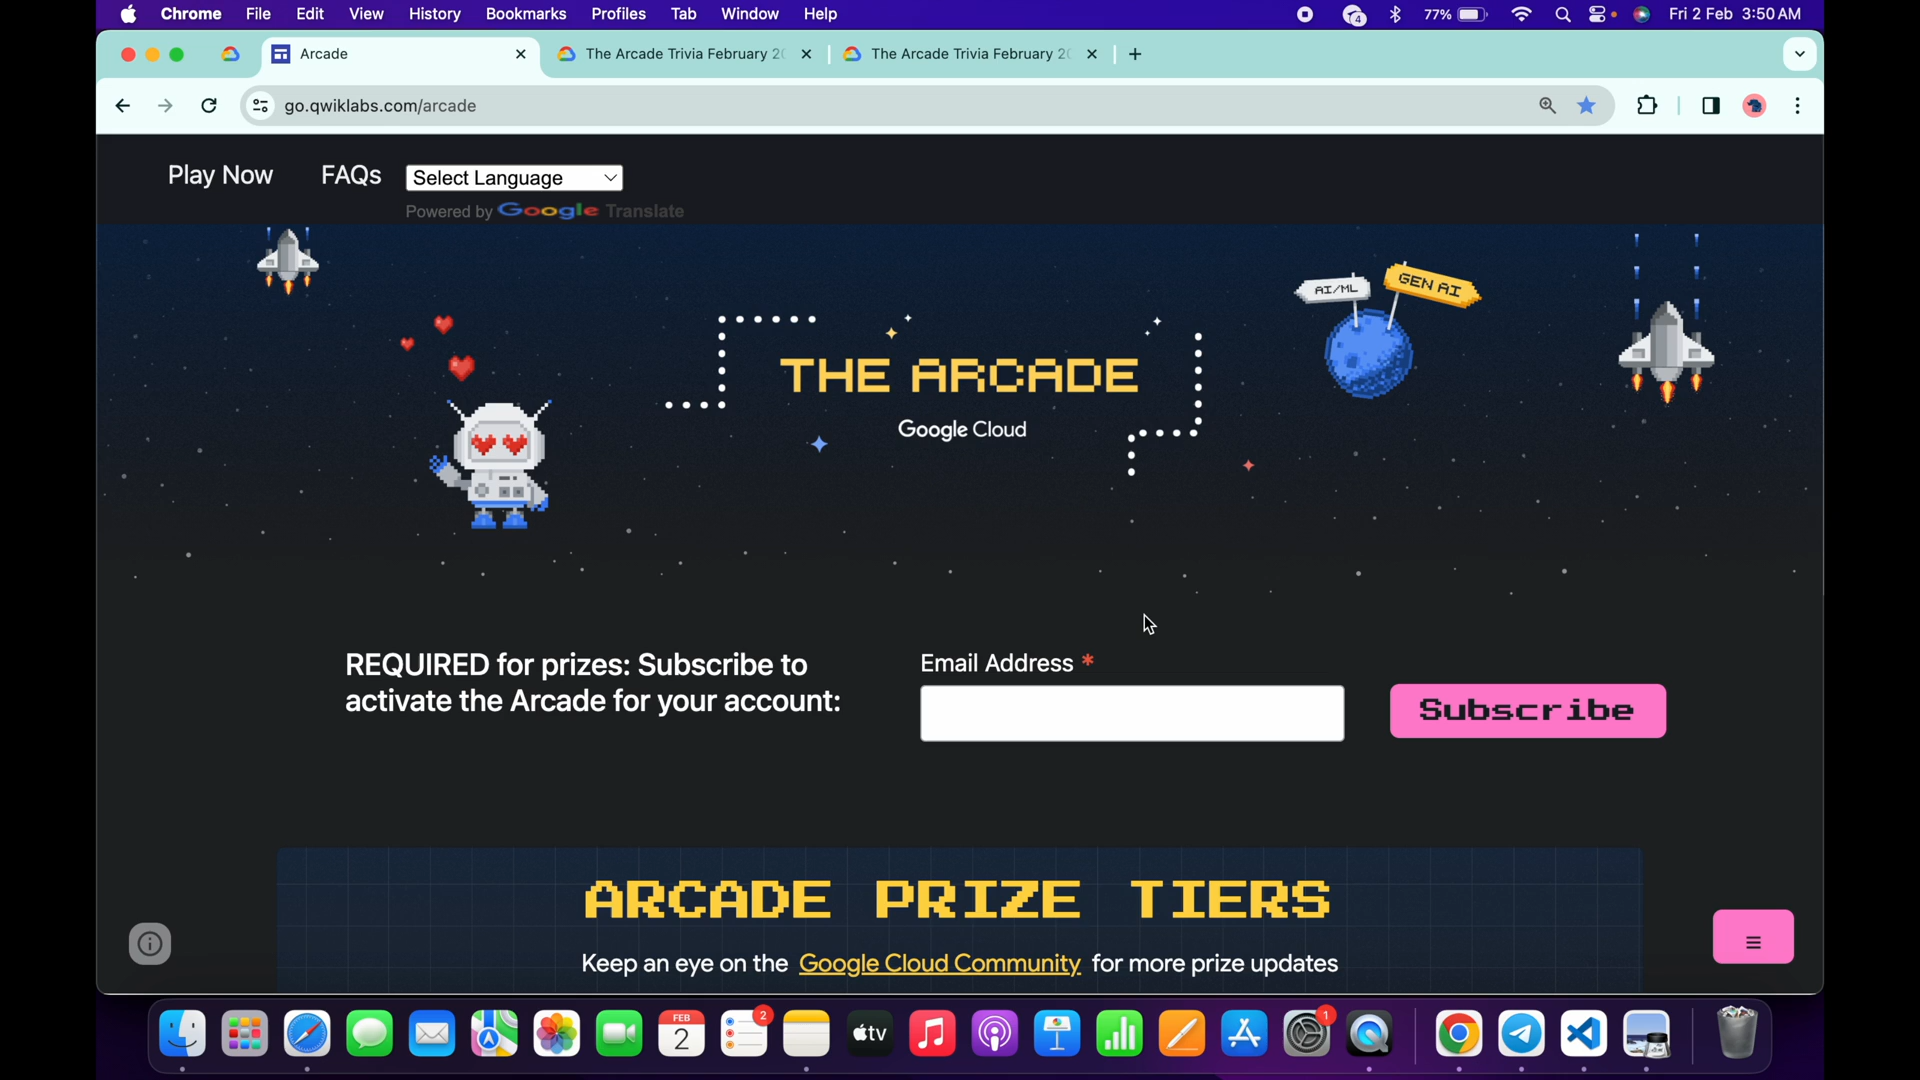 Chrome File Edit View History Bookmarks Profiles Tab Window Help 4 77% Fri 2 Feb 3:50 AM
Arcade The Arcade Trivia February 20 The Arcade Trivia February 20
go.qwiklabs.com/arcade
Play Now FAQs Select Language
Powered by Google Translate
AI/ML GEN AI
THE ARCADE
Google Cloud
REQUIRED for prizes: Subscribe to
activate the Arcade for your account:
Email Address *
Subscribe
ARCADE PRIZE TIERS
Keep an eye on the Google Cloud Community for more prize updates
FEB
2
2
tv
1